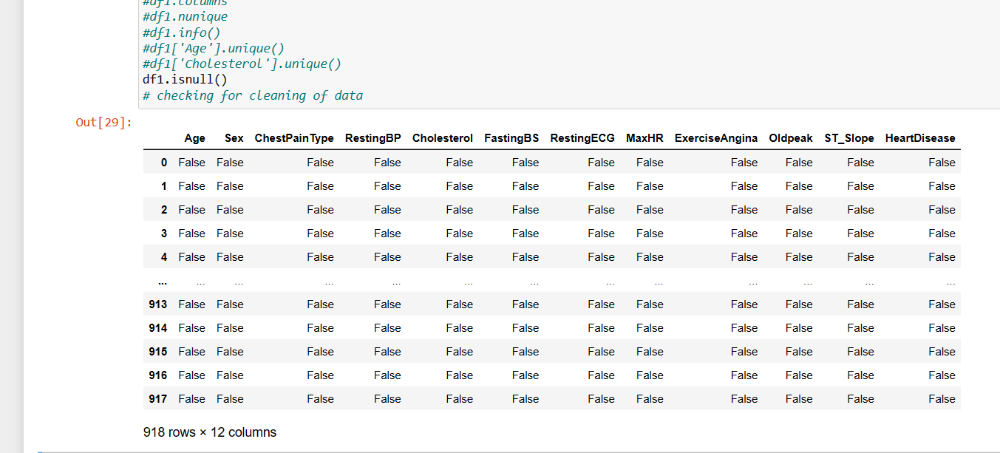 #df1.columns
#df1.nunique
#df1.info()
#df1['Age'].unique()
#df1['Cholesterol'].unique()
df1.isnull()
# checking for cleaning of data
Out[29]:
Age Sex ChestPainType RestingBP Cholesterol FastingBS RestingECG MaxHR ExerciseAngina Oldpeak ST_Slope HeartDisease
0 False False False False False False False False False False False False
1 False False False False False False False False False False False False
2 False False False False False False False False False False False False
3 False False False False False False False False False False False False
4 False False False False False False False False False False False False
... ... ... ... ... ... ... ... ... ... ... ... ...
913 False False False False False False False False False False False False
914 False False False False False False False False False False False False
915 False False False False False False False False False False False False
916 False False False False False False False False False False False False
917 False False False False False False False False False False False False
918 rows × 12 columns